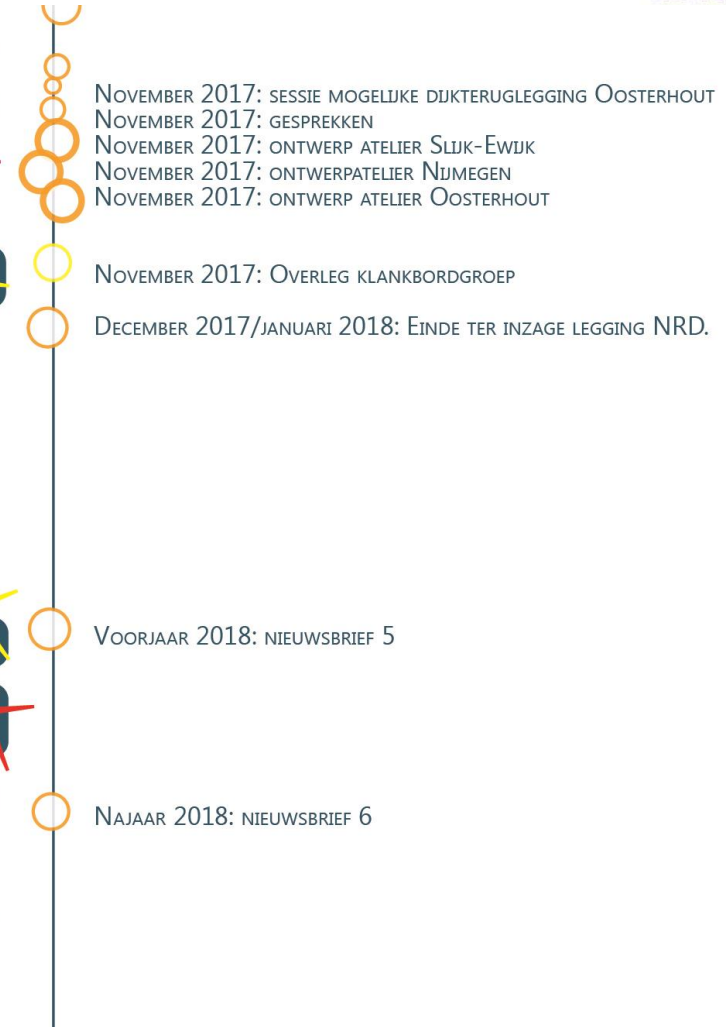 November 2017: sessie mogelijke dijkteruglegging Oosterhout
November 2017: gesprekken
November 2017: ontwerp atelier Slijk-Ewijk
November 2017: ontwerpatelier Nijmegen
November 2017: ontwerp atelier Oosterhout
November 2017: Overleg klankbordgroep
December 2017/januari 2018: Einde ter inzage legging NRD.
Voorjaar 2018: nieuwsbrief 5
Najaar 2018: nieuwsbrief 6